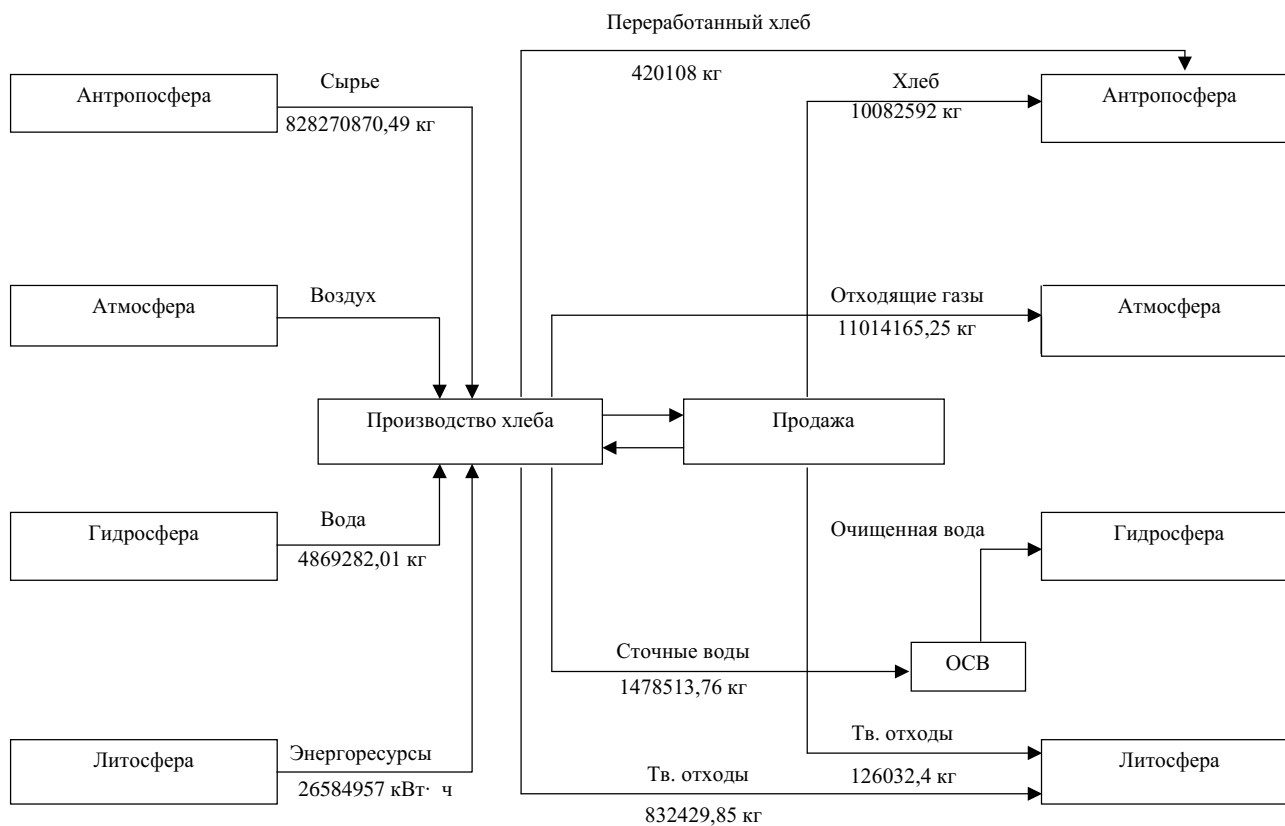 Переработанный хлеб
420108 кг
Антропосфера
Сырье
828270870,49 кг
Хлеб
10082592 кг
Антропосфера
Атмосфера
Воздух
Отходящие газы
11014165,25 кг
Атмосфера
Производство хлеба
Продажа
Гидросфера
Вода
4869282,01 кг
Очищенная вода
Гидросфера
Сточные воды
1478513,76 кг
ОСВ
Литосфера
Энергоресурсы
26584957 кВт· ч
Тв. отходы
832429,85 кг
Тв. отходы
126032,4 кг
Литосфера